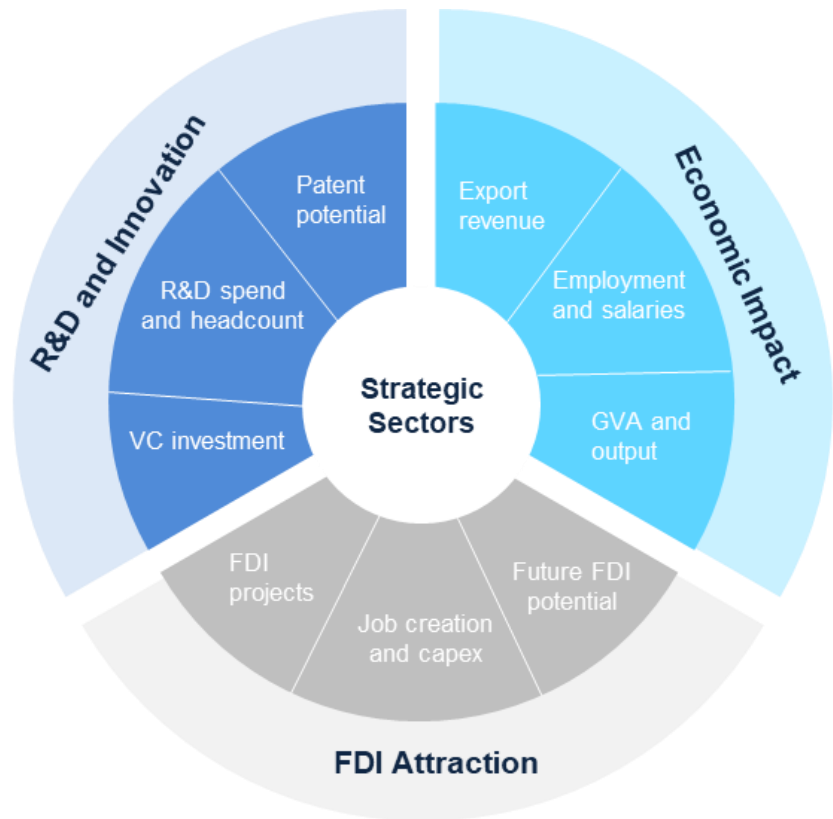 R&D and Innovation
Patent
potential
R&D spend
and headcount
VC investment
Economic Impact
Export
revenue
Employment
and salaries
GVA and
output
Strategic
Sectors
FDI
projects
Job creation
and capex
Future FDI
potential
FDI Attraction